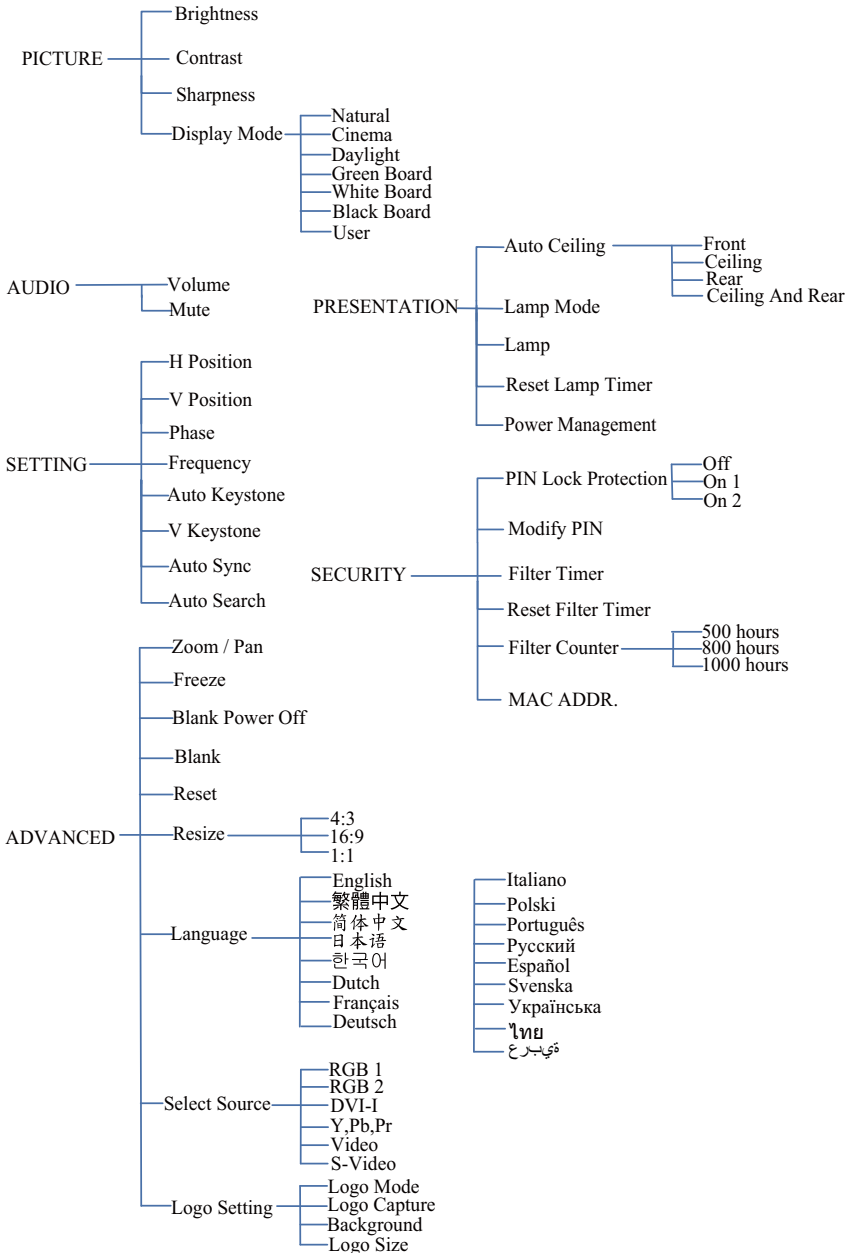 PICTURE
Brightness
Contrast
Sharpness
Display Mode
Natural
Cinema
Daylight
Green Board
White Board
Black Board
User
AUDIO
Volume
Mute
SETTING
H Position
V Position
Phase
Frequency
Auto Keystone
V Keystone
Auto Sync
Auto Search
ADVANCED
Zoom / Pan
Freeze
Blank Power Off
Blank
Reset
Resize
4:3
16:9
1:1
Language
English
繁體中文
简体中文
日本语
한국어
Dutch
Français
Deutsch
Italiano
Polski
Português
Русский
Español
Svenska
Українська
ไทย
ةيبرع
Select Source
RGB 1
RGB 2
DVI-I
Y,Pb,Pr
Video
S-Video
Logo Setting
Logo Mode
Logo Capture
Background
Logo Size
PRESENTATION
Auto Ceiling
Front
Ceiling
Rear
Ceiling And Rear
Lamp Mode
Lamp
Reset Lamp Timer
Power Management
SECURITY
PIN Lock Protection
Off
On 1
On 2
Modify PIN
Filter Timer
Reset Filter Timer
Filter Counter
500 hours
800 hours
1000 hours
MAC ADDR.